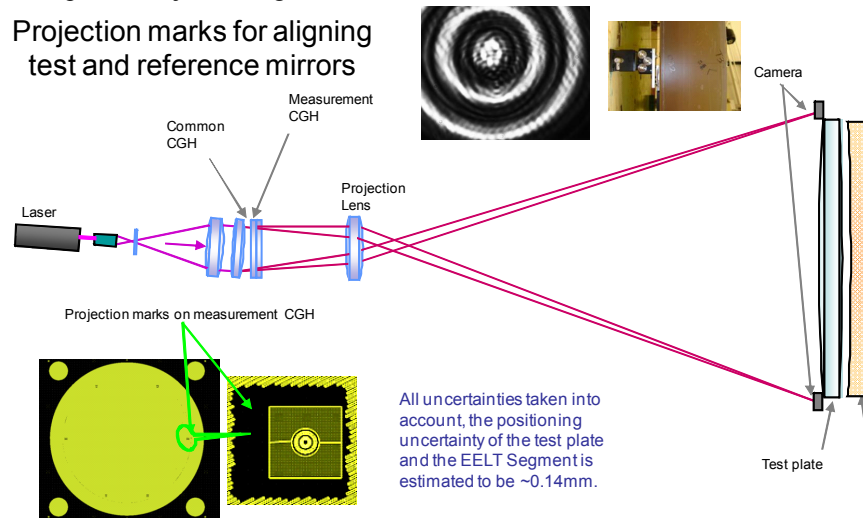 Projection marks for aligning
test and reference mirrors
Measurement
CGH
Common
CGH
Camera
Projection
Lens
Laser
Projection marks on measurement CGH
All uncertainties taken into
account, the positioning
uncertainty of the test plate
and the EELT Segment is
estimated to be ~0.14mm.
Test plate